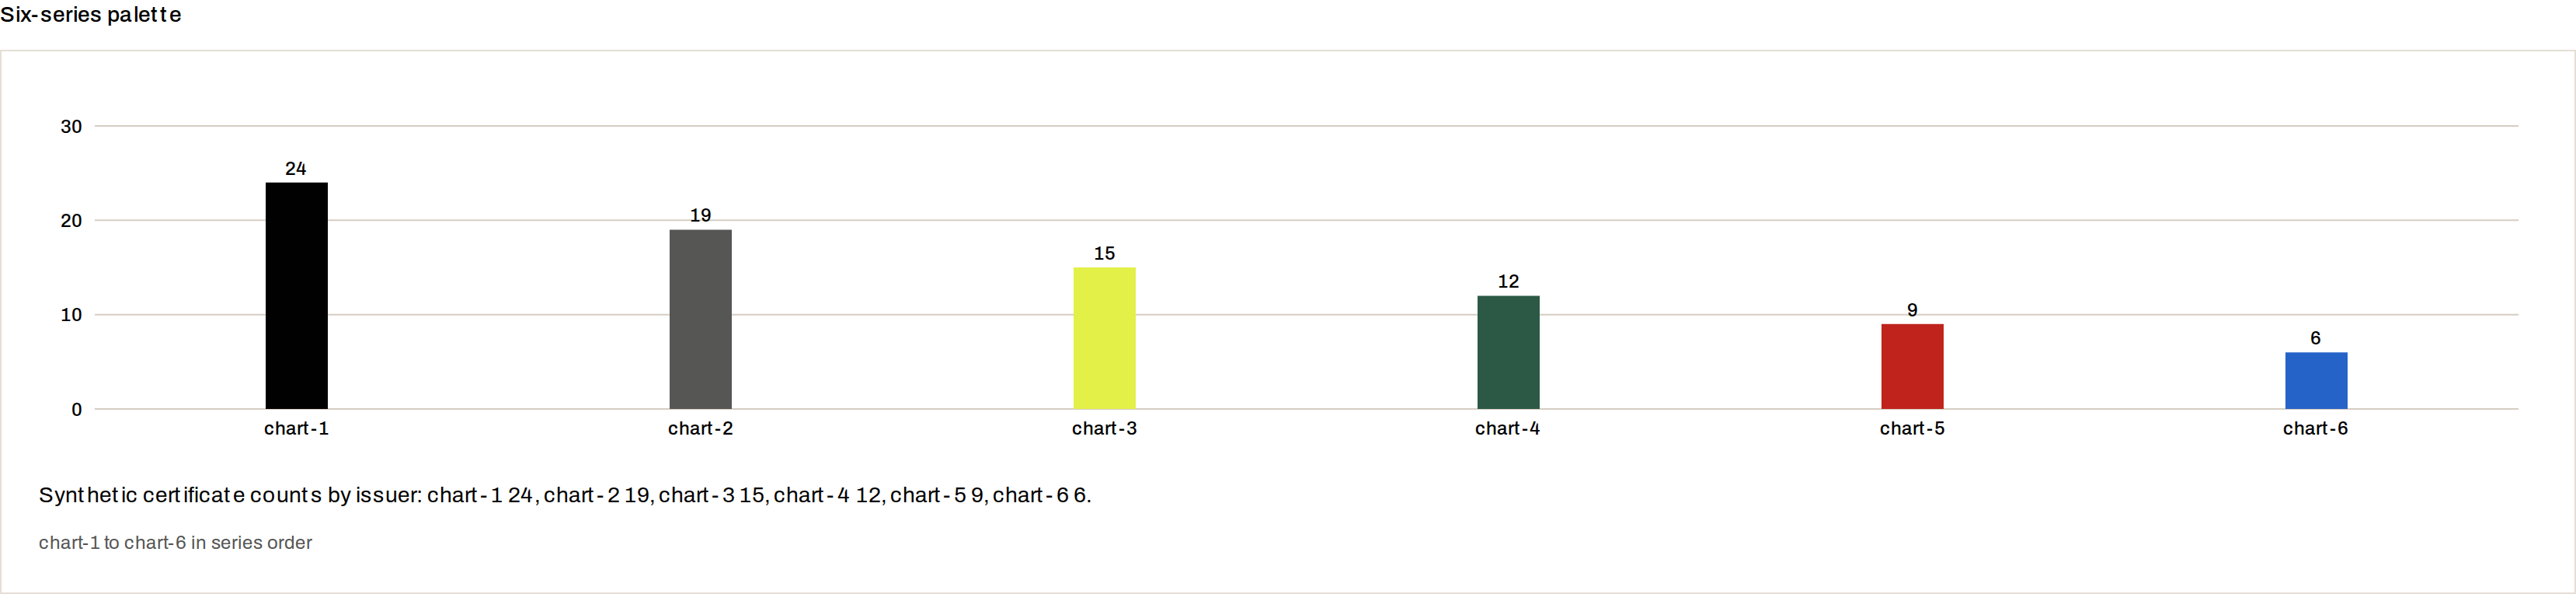 Six-series palette
30
24
20
19
15
12
10
9
6
0
chart-1 chart-2 chart-3 chart-4 chart-5 chart-6
Synthetic certificate counts by issuer: chart-1 24, chart-2 19, chart-3 15, chart-4 12, chart-5 9, chart-6 6.
chart-1 to chart-6 in series order